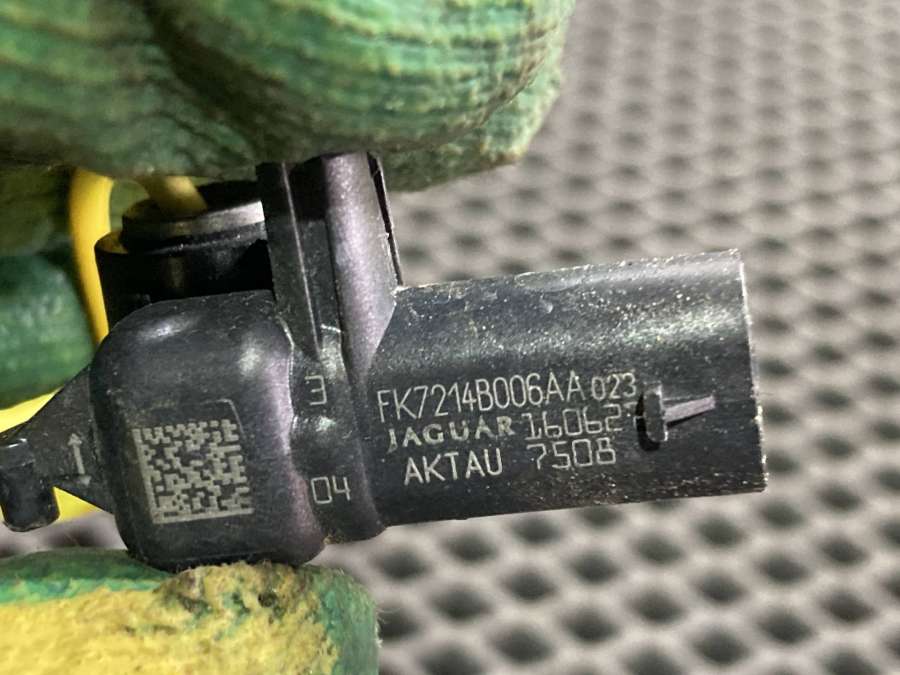 3
04
FK7214B006AA 023
JAGUAR 16062
AKTAU 7508